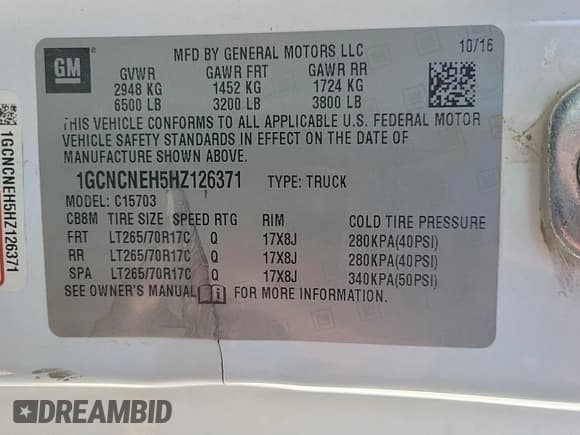 GM
MFD BY GENERAL MOTORS LLC
10/16
GVWR GAWR FRT GAWR RR
2948 KG 1452 KG 1724 KG
6500 LB 3200 LB 3800 LB
THIS VEHICLE CONFORMS TO ALL APPLICABLE U.S. FEDERAL MOTOR
VEHICLE SAFETY STANDARDS IN EFFECT ON THE DATE OF
MANUFACTURE SHOWN ABOVE.
1GCNCNEH5HZ126371 TYPE: TRUCK
MODEL: C15703
CB8M TIRE SIZE SPEED RTG RIM COLD TIRE PRESSURE
FRT LT265/70R17C Q 17X8J 280KPA(40PSI)
RR LT265/70R17C Q 17X8J 280KPA(40PSI)
SPA LT265/70R17C Q 17X8J 340KPA(50PSI)
SEE OWNER'S MANUAL FOR MORE INFORMATION.
1GCNCNEH5HZ126371
DREAMBID